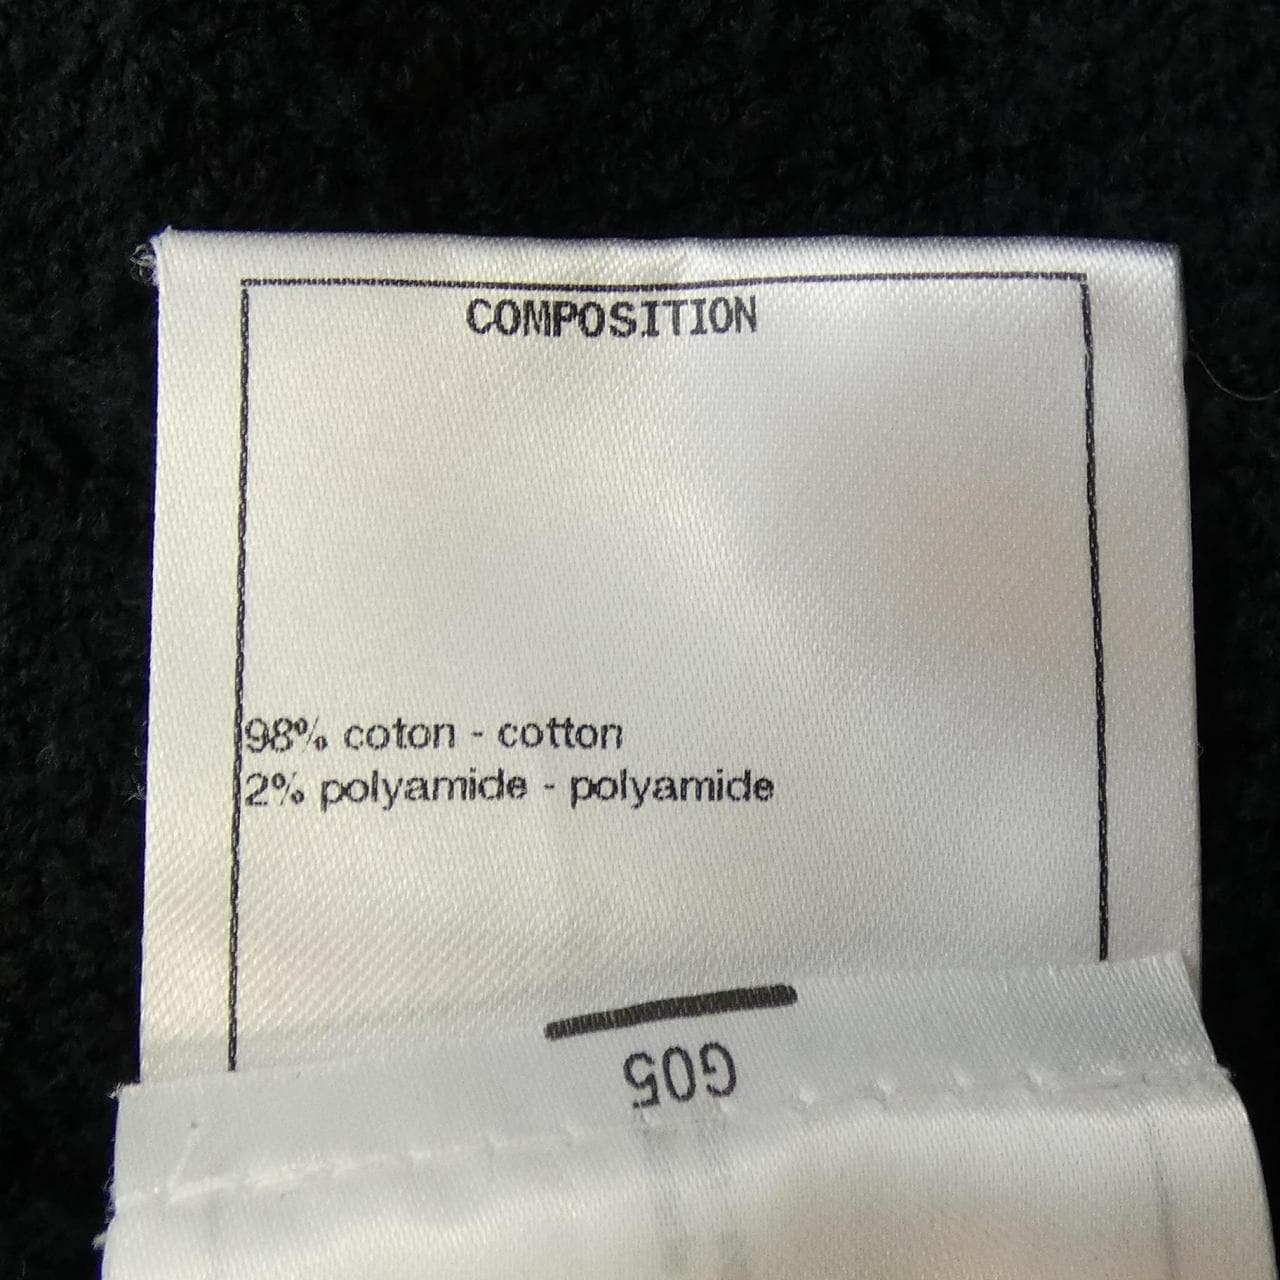 COMPOSITION
98% coton - cotton
2% polyamide - polyamide
G05